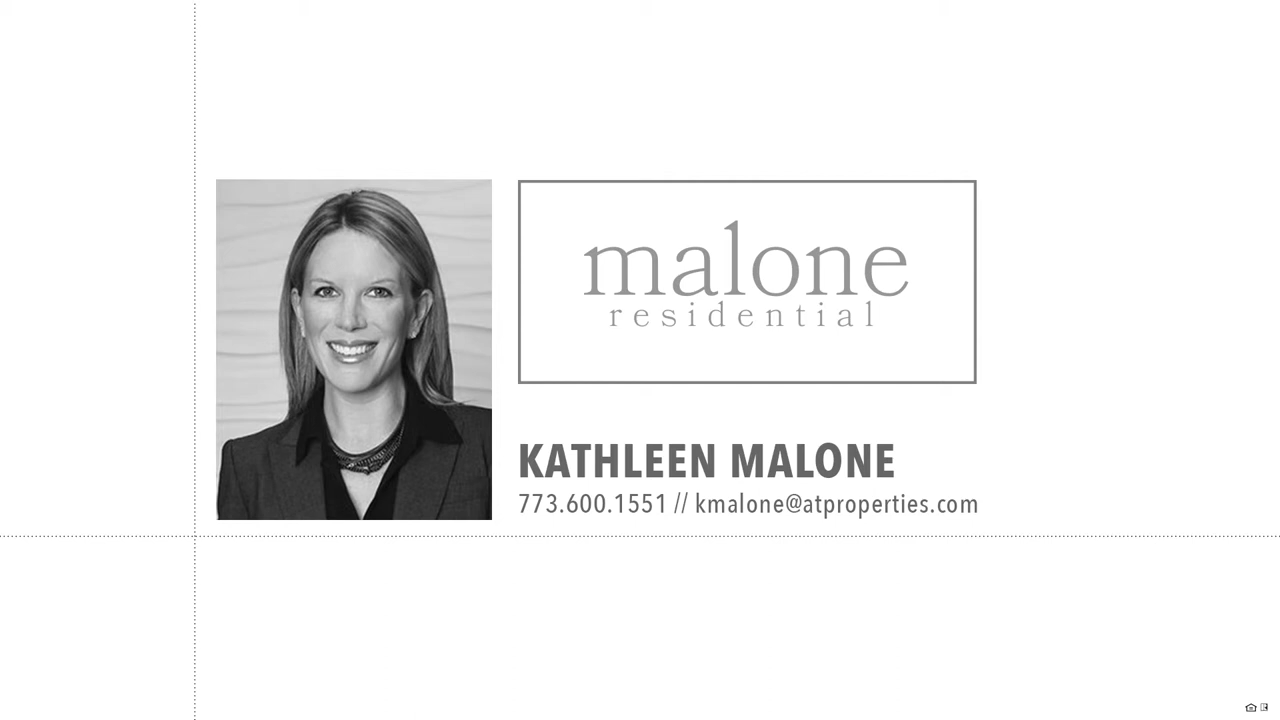 malone
residential
KATHLEEN MALONE
773.600.1551 // kmalone@atproperties.com